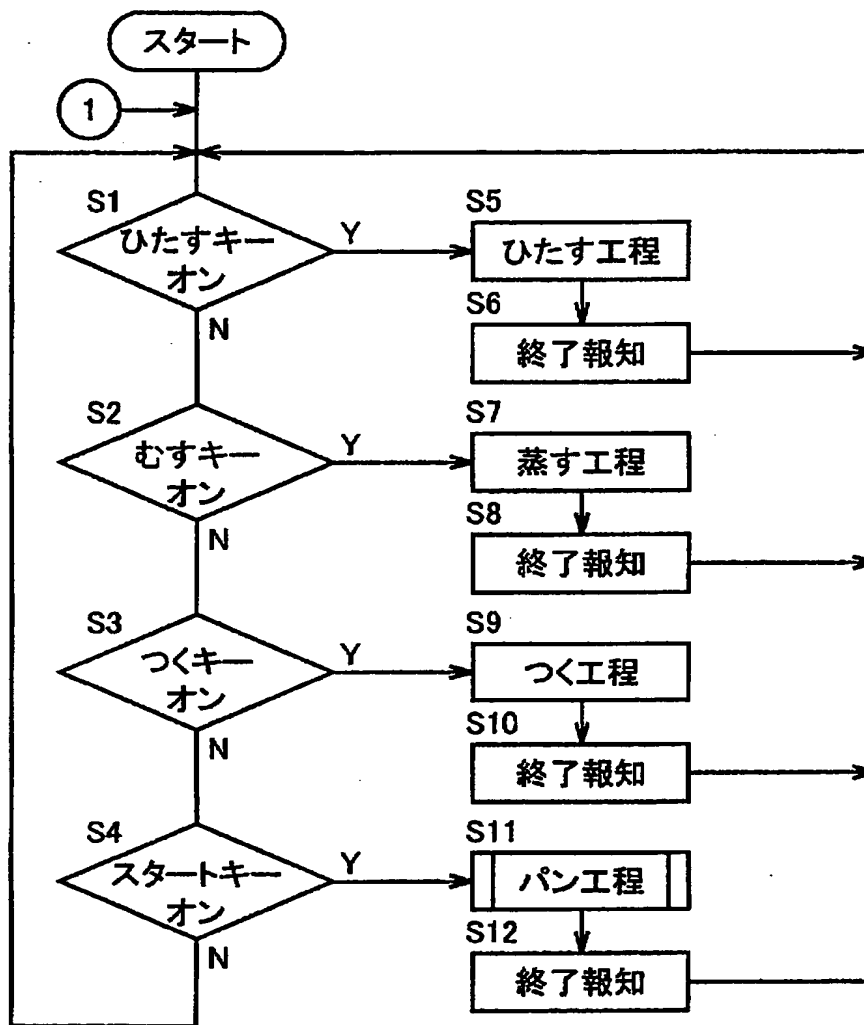 スタート
1
S1
ひたすキー
オン
Y
N
S5
ひたす工程
S6
終了報知
S2
むすキー
オン
Y
N
S7
蒸す工程
S8
終了報知
S3
つくキー
オン
Y
N
S9
つく工程
S10
終了報知
S4
スタートキー
オン
Y
N
S11
パン工程
S12
終了報知